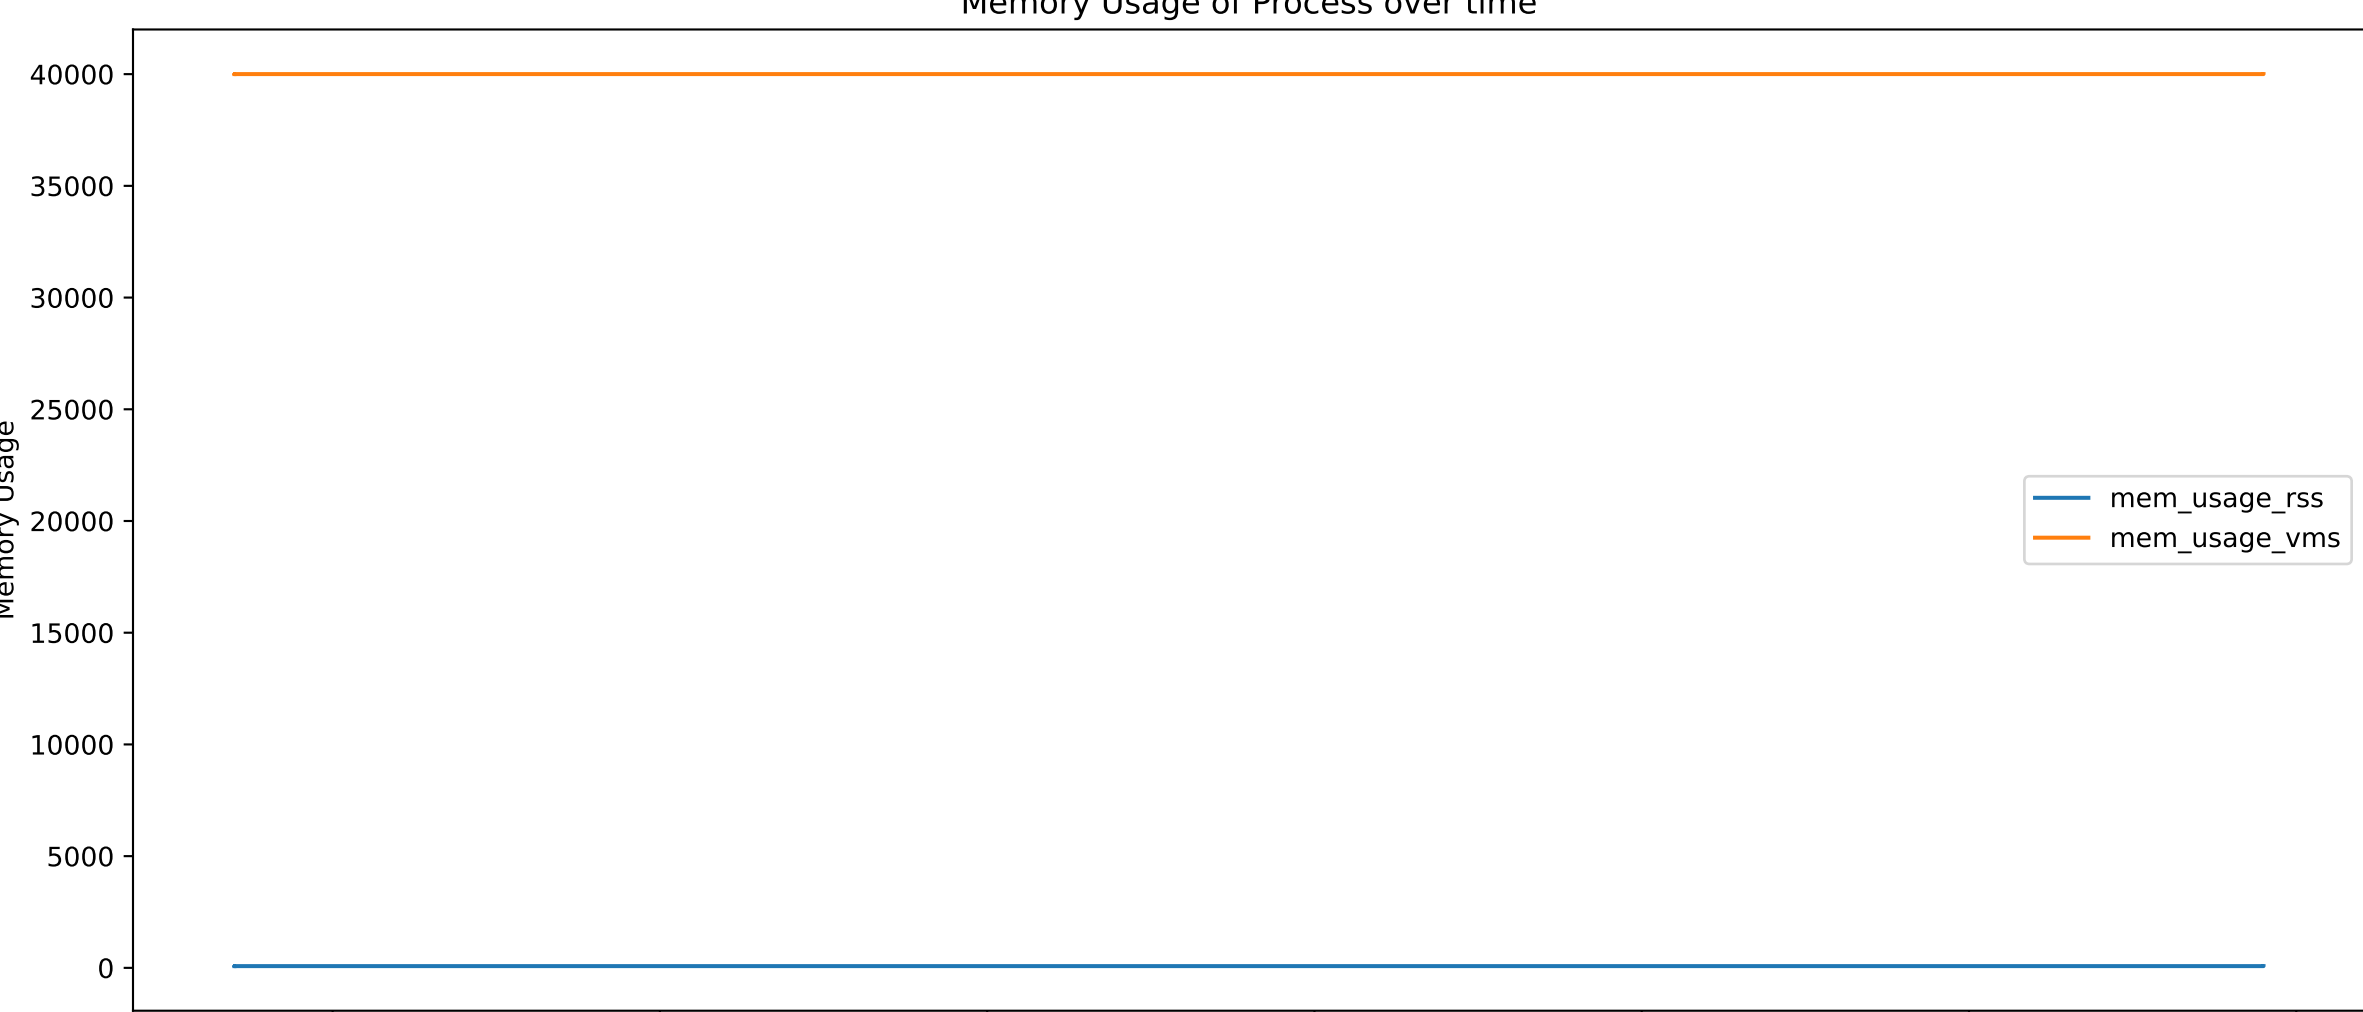 Memory Usage of Process over time
40000
35000
30000
25000
20000
15000
10000
5000
0
Memory Usage
mem_usage_rss
mem_usage_vms